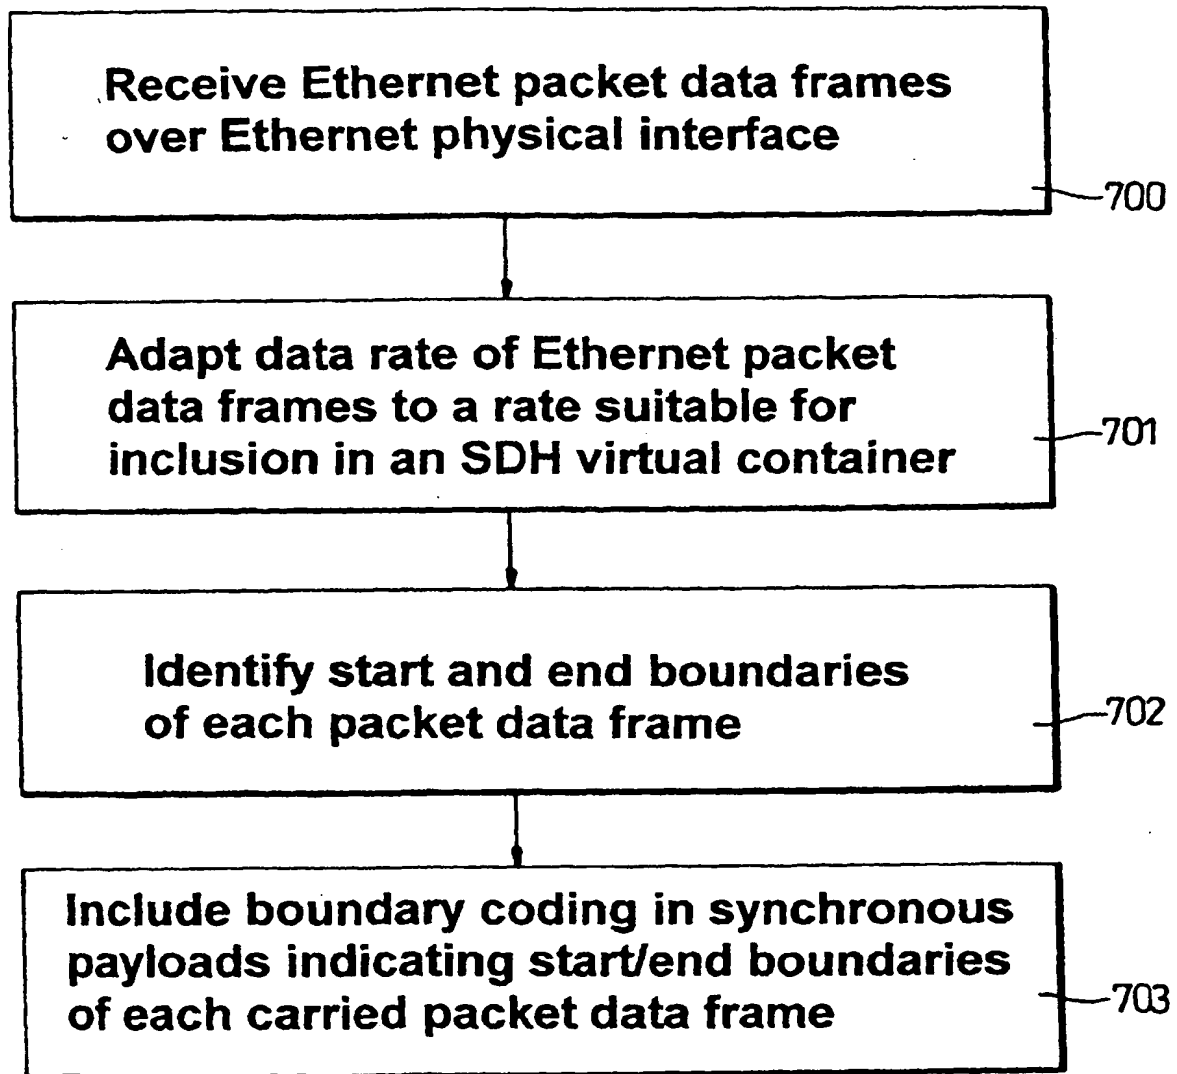 Receive Ethernet packet data frames
over Ethernet physical interface
700
Adapt data rate of Ethernet packet
data frames to a rate suitable for
inclusion in an SDH virtual container
701
Identify start and end boundaries
of each packet data frame
702
Include boundary coding in synchronous
payloads indicating start/end boundaries
of each carried packet data frame
703